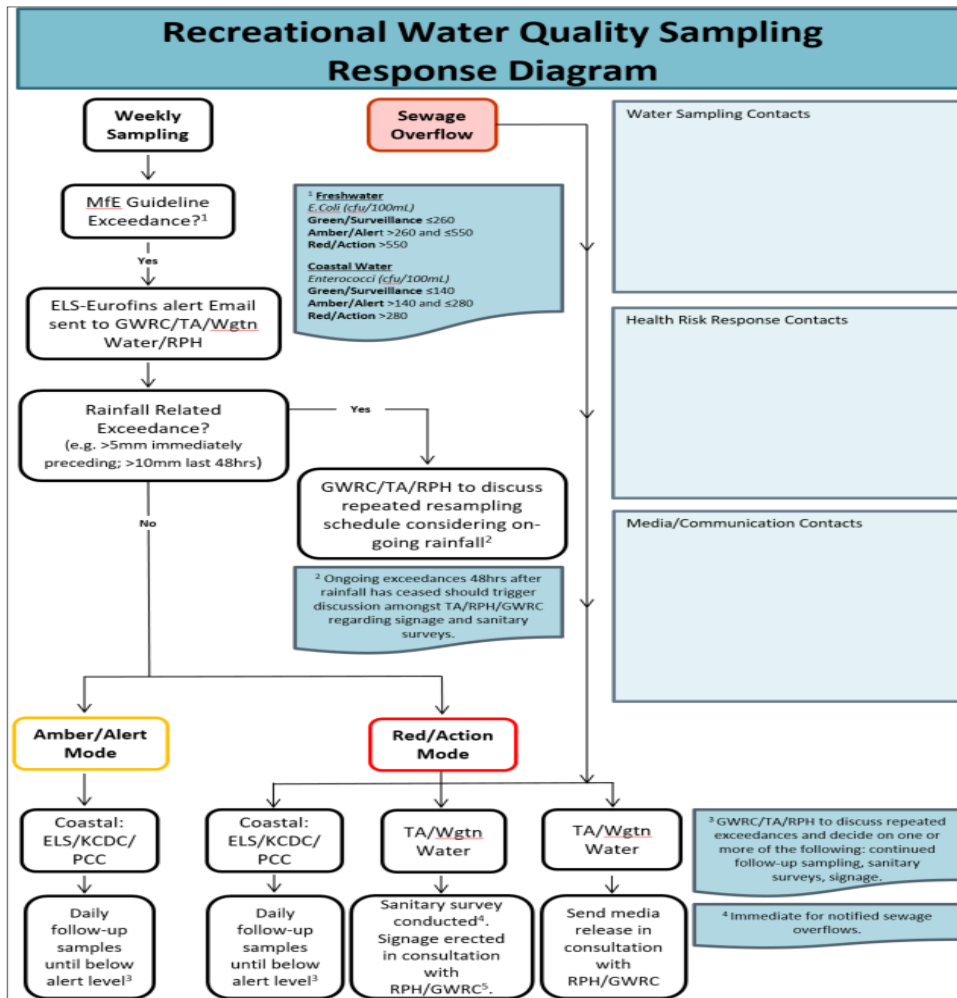 Recreational Water Quality Sampling
Response Diagram
Weekly
Sampling
Sewage
Overflow
Water Sampling Contacts
MfE Guideline
Exceedance?¹
¹ Freshwater
E.Coli (cfu/100mL)
Green/Surveillance ≤260
Amber/Alert >260 and ≤550
Red/Action >550
Coastal Water
Enterococci (cfu/100mL)
Green/Surveillance ≤140
Amber/Alert >140 and ≤280
Red/Action >280
Yes
ELS-Eurofins alert Email
sent to GWRC/TA/Wgtn
Water/RPH
Health Risk Response Contacts
Rainfall Related
Exceedance?
(e.g. >5mm immediately
preceding; >10mm last 48hrs)
Yes
GWRC/TA/RPH to discuss
repeated resampling
schedule considering on-
going rainfall²
No
Media/Communication Contacts
² Ongoing exceedances 48hrs after
rainfall has ceased should trigger
discussion amongst TA/RPH/GWRC
regarding signage and sanitary
surveys.
Amber/Alert
Mode
Red/Action
Mode
Coastal:
ELS/KCDC/
PCC
Coastal:
ELS/KCDC/
PCC
TA/Wgtn
Water
TA/Wgtn
Water
³ GWRC/TA/RPH to discuss repeated
exceedances and decide on one or
more of the following: continued
follow-up sampling, sanitary
surveys, signage.
Daily
follow-up
samples
until below
alert level³
Daily
follow-up
samples
until below
alert level³
Sanitary survey
conducted⁴.
Signage erected
in consultation
with
RPH/GWRC⁵.
Send media
release in
consultation
with
RPH/GWRC
⁴ Immediate for notified sewage
overflows.